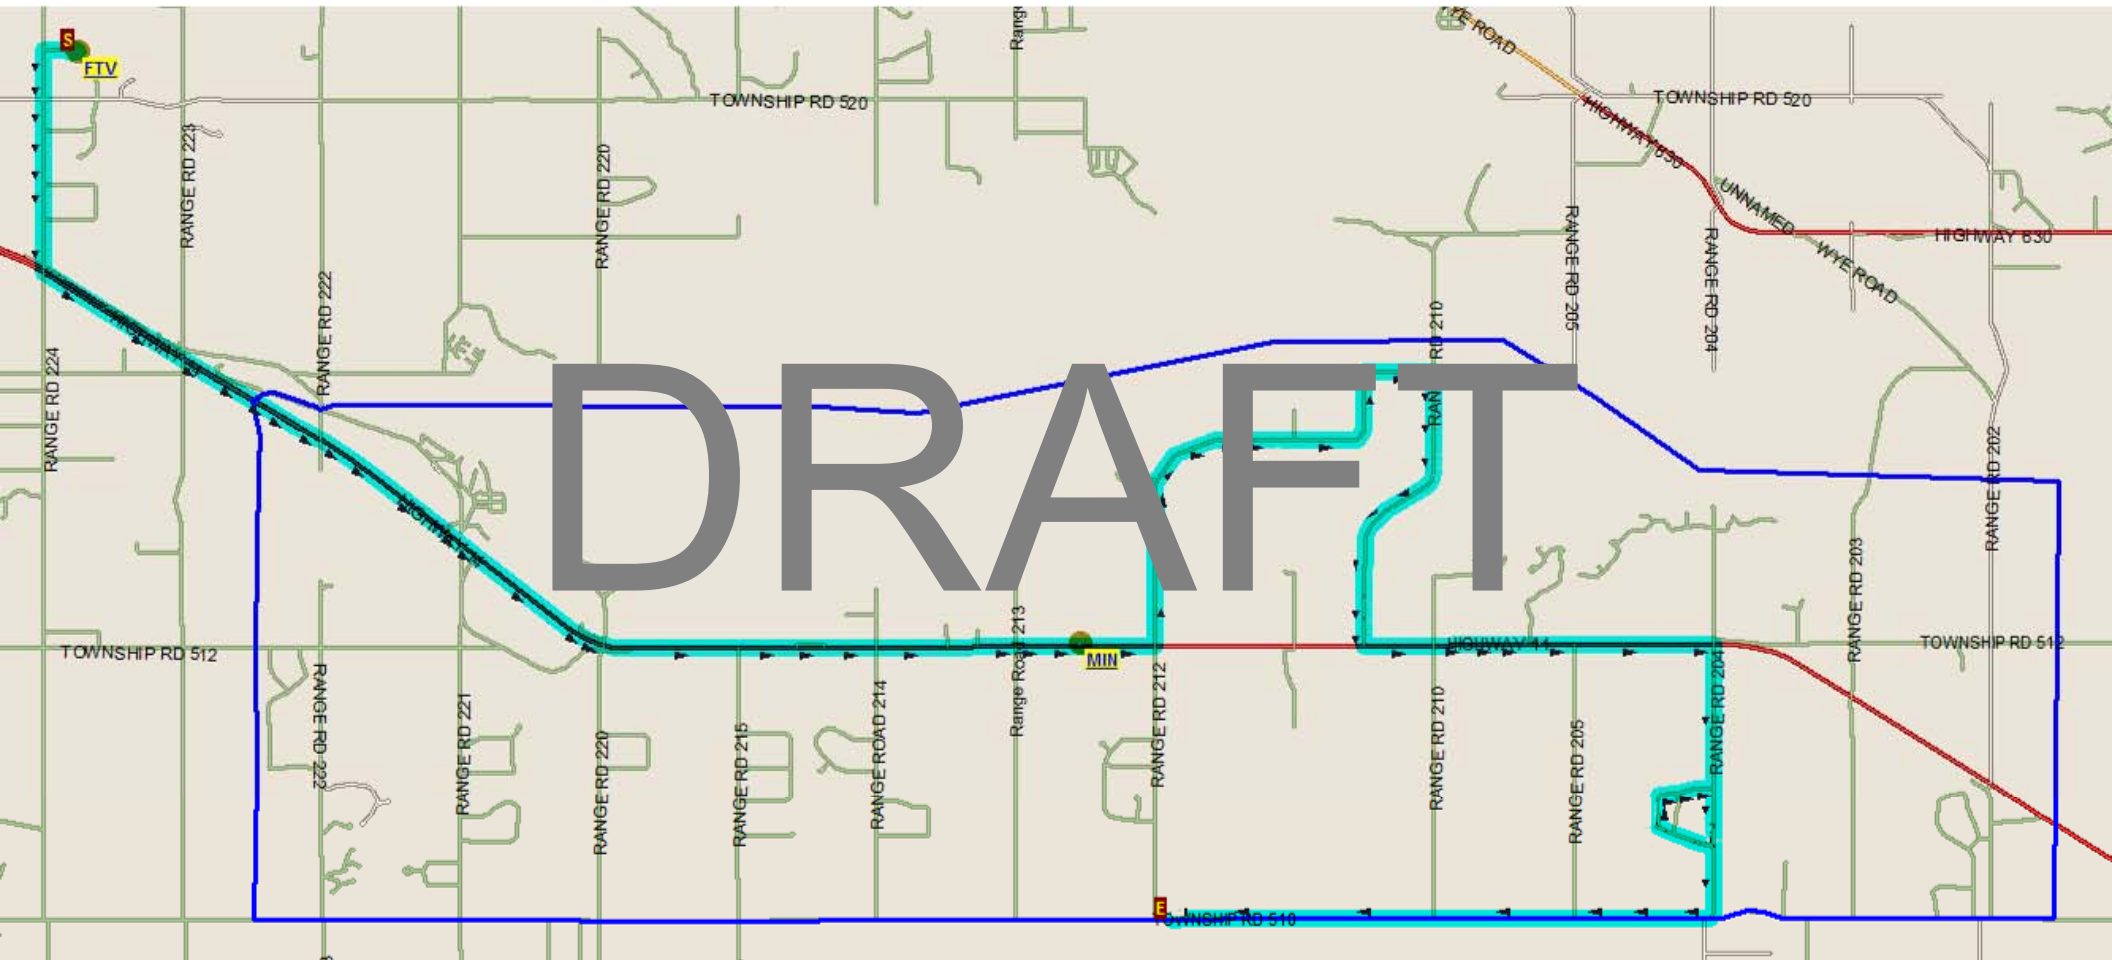 S
FTV
YE ROAD
Range
TOWNSHIP RD 520
TOWNSHIP RD 520
HIGHWAY 630
RANGE RD 223
RANGE RD 220
UNNAMED
WYE ROAD
HIGHWAY 630
RANGE RD 205
RANGE RD 204
RANGE RD 222
RANGE RD 224
RD 210
RAN
DRAFT
RANGE RD 202
RANGE RD 203
Range Road 213
MIN
HIGHWAY 14
TOWNSHIP RD 512
TOWNSHIP RD 512
RANGE RD 222
RANGE RD 221
RANGE RD 220
RANGE RD 215
RANGE ROAD 214
RANGE RD 212
RANGE RD 210
RANGE RD 205
RANGE RD 204
E
TOWNSHIP RD 510